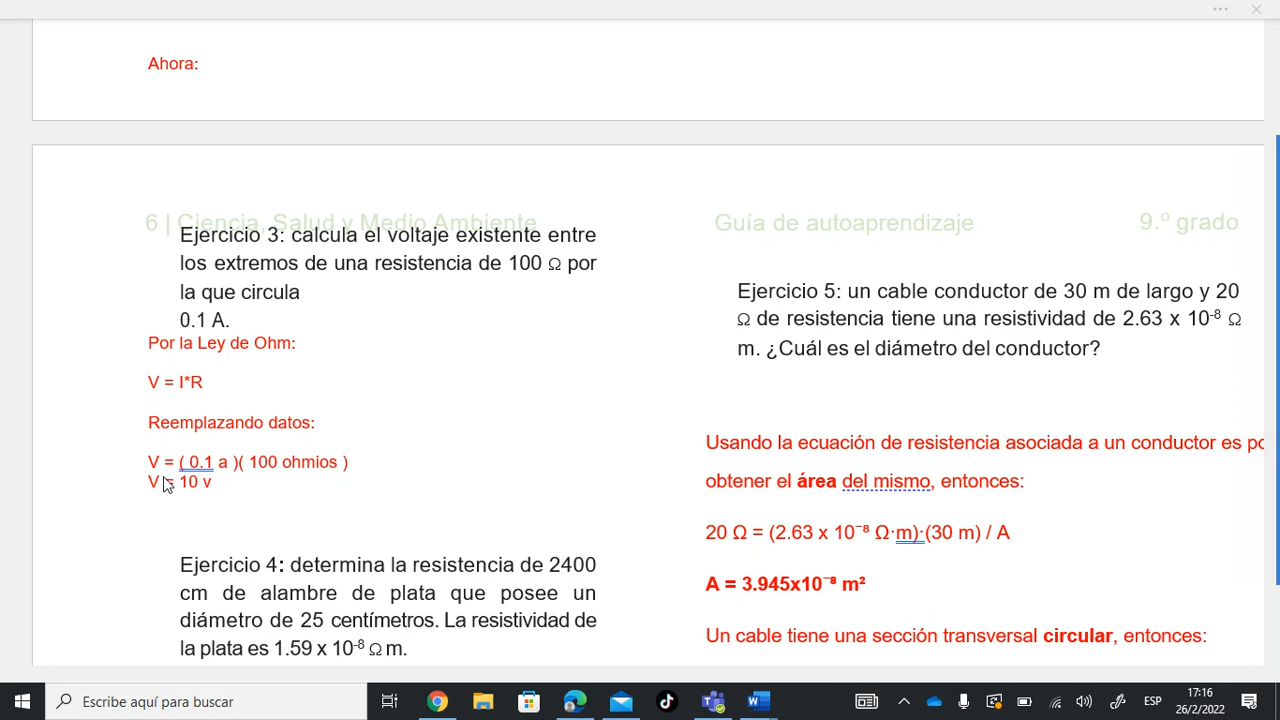 Ahora:
6 | Ciencia, Salud y Medio Ambiente
Guía de autoaprendizaje
9.º grado
Ejercicio 3: calcula el voltaje existente entre
los extremos de una resistencia de 100 Ω por
la que circula
0.1 A.
Por la Ley de Ohm:
V = I*R
Reemplazando datos:
V = ( 0.1 a )( 100 ohmios )
V = 10 v
Ejercicio 4: determina la resistencia de 2400
cm de alambre de plata que posee un
diámetro de 25 centímetros. La resistividad de
la plata es 1.59 x 10⁻⁸ Ω m.
Ejercicio 5: un cable conductor de 30 m de largo y 20
Ω de resistencia tiene una resistividad de 2.63 x 10⁻⁸ Ω
m. ¿Cuál es el diámetro del conductor?
Usando la ecuación de resistencia asociada a un conductor es po
obtener el área del mismo, entonces:
20 Ω = (2.63 x 10⁻⁸ Ω·m)·(30 m) / A
A = 3.945x10⁻⁸ m²
Un cable tiene una sección transversal circular, entonces:
Escribe aquí para buscar
ESP
17:16
26/2/2022